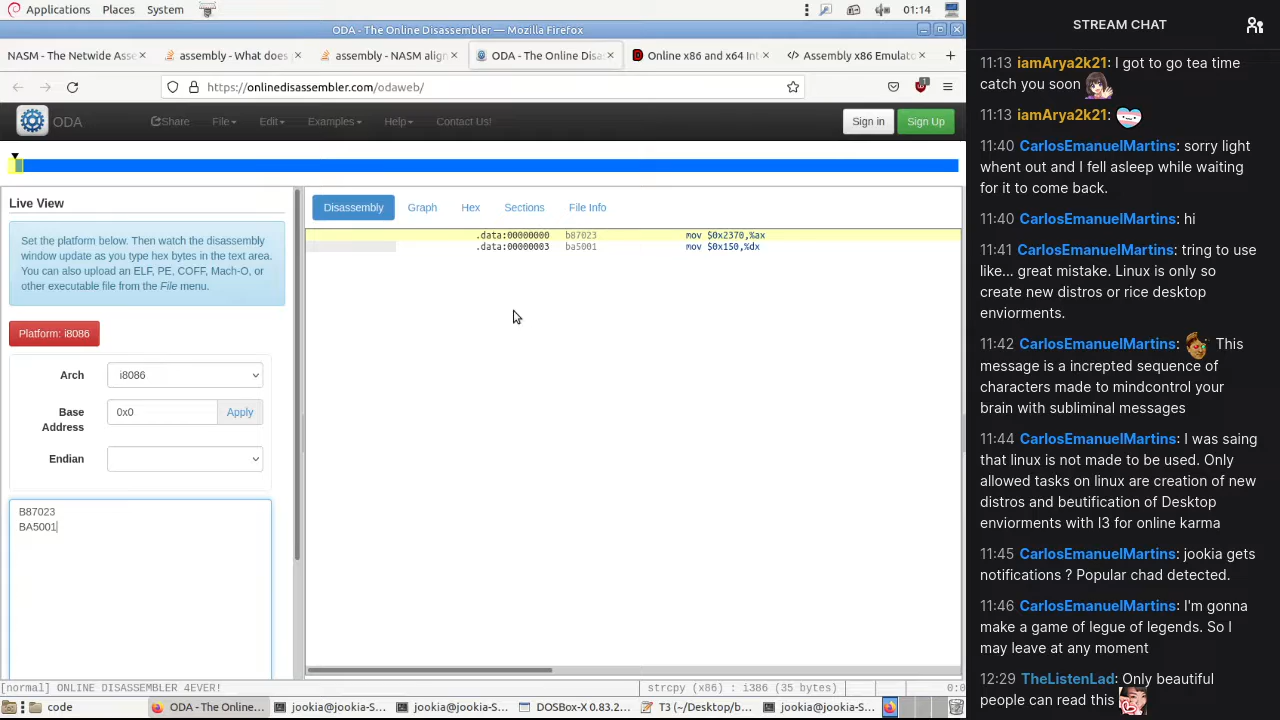 Applications Places System 01:14
ODA - The Online Disassembler — Mozilla Firefox
NASM - The Netwide Asse
assembly - What does
assembly - NASM align
ODA - The Online Disas
Online x86 and x64 Int
Assembly x86 Emulato
https://onlinedisassembler.com/odaweb/
1
ODA Share File Edit Examples Help Contact Us! Sign in Sign Up
Live View
Set the platform below. Then watch the disassembly
window update as you type hex bytes in the text area.
You can also upload an ELF, PE, COFF, Mach-O, or
other executable file from the File menu.
Platform: i8086
Arch i8086
Base
Address
0x0 Apply
Endian
B87023
BA5001
Disassembly Graph Hex Sections File Info
.data:00000000 b87023 mov $0x2370,%ax
.data:00000003 ba5001 mov $0x150,%dx
[normal] ONLINE DISASSEMBLER 4EVER! strcpy (x86) : i386 (35 bytes) 0:0
code
ODA - The Online...
jookia@jookia-S...
jookia@jookia-S...
DOSBox-X 0.83.2...
T3 (~/Desktop/b...
jookia@jookia-S...
STREAM CHAT
11:13 iamArya2k21: I got to go tea time
catch you soon
11:13 iamArya2k21:
11:40 CarlosEmanuelMartins: sorry light
whent out and I fell asleep while waiting
for it to come back.
11:40 CarlosEmanuelMartins: hi
11:41 CarlosEmanuelMartins: tring to use
like... great mistake. Linux is only so
create new distros or rice desktop
enviorments.
11:42 CarlosEmanuelMartins: This
message is a increpted sequence of
characters made to mindcontrol your
brain with subliminal messages
11:44 CarlosEmanuelMartins: I was saing
that linux is not made to be used. Only
allowed tasks on linux are creation of new
distros and beutification of Desktop
enviorments with I3 for online karma
11:45 CarlosEmanuelMartins: jookia gets
notifications ? Popular chad detected.
11:46 CarlosEmanuelMartins: I'm gonna
make a game of legue of legends. So I
may leave at any moment
12:29 TheListenLad: Only beautiful
people can read this